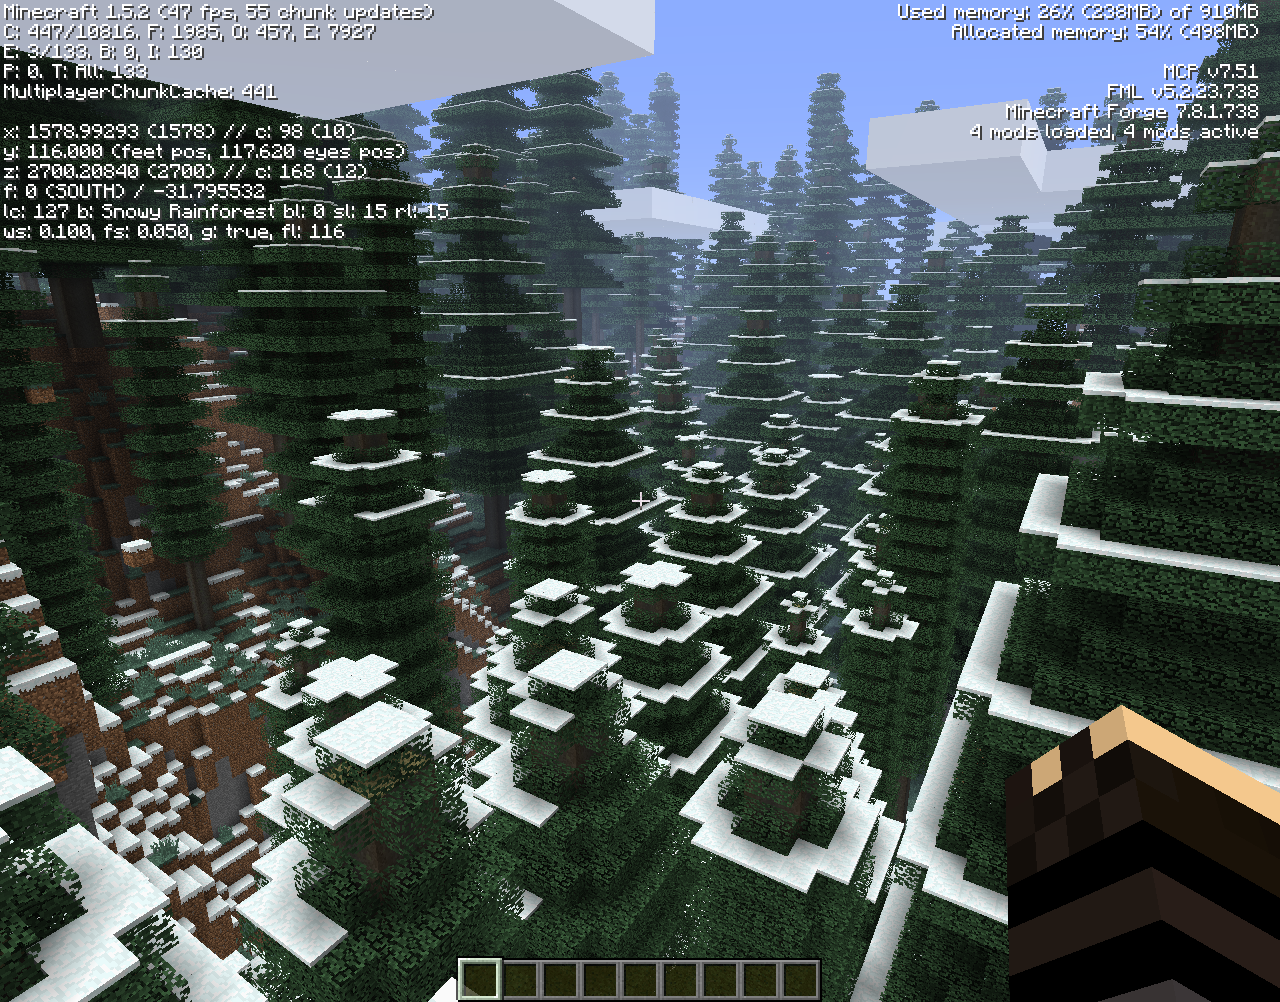 Minecraft 1.5.2 (47 fps, 55 chunk updates)
C: 447/10816. F: 1985, O: 457, E: 7927
E: 3/133. B: 0, I: 130
P: 0. T: All: 133
MultiplayerChunkCache: 441
x: 1578.99293 (1578) // c: 98 (10)
y: 116.000 (feet pos, 117.620 eyes pos)
z: 2700.20840 (2700) // c: 168 (12)
f: 0 (SOUTH) / -31.795532
lc: 127 b: Snowy Rainforest bl: 0 sl: 15 rl: 15
ws: 0.100, fs: 0.050, g: true, fl: 116
Used memory: 26% (238MB) of 910MB
Allocated memory: 54% (498MB)
MCP v7.51
FML v5.2.23.738
Minecraft Forge 7.8.1.738
4 mods loaded, 4 mods active